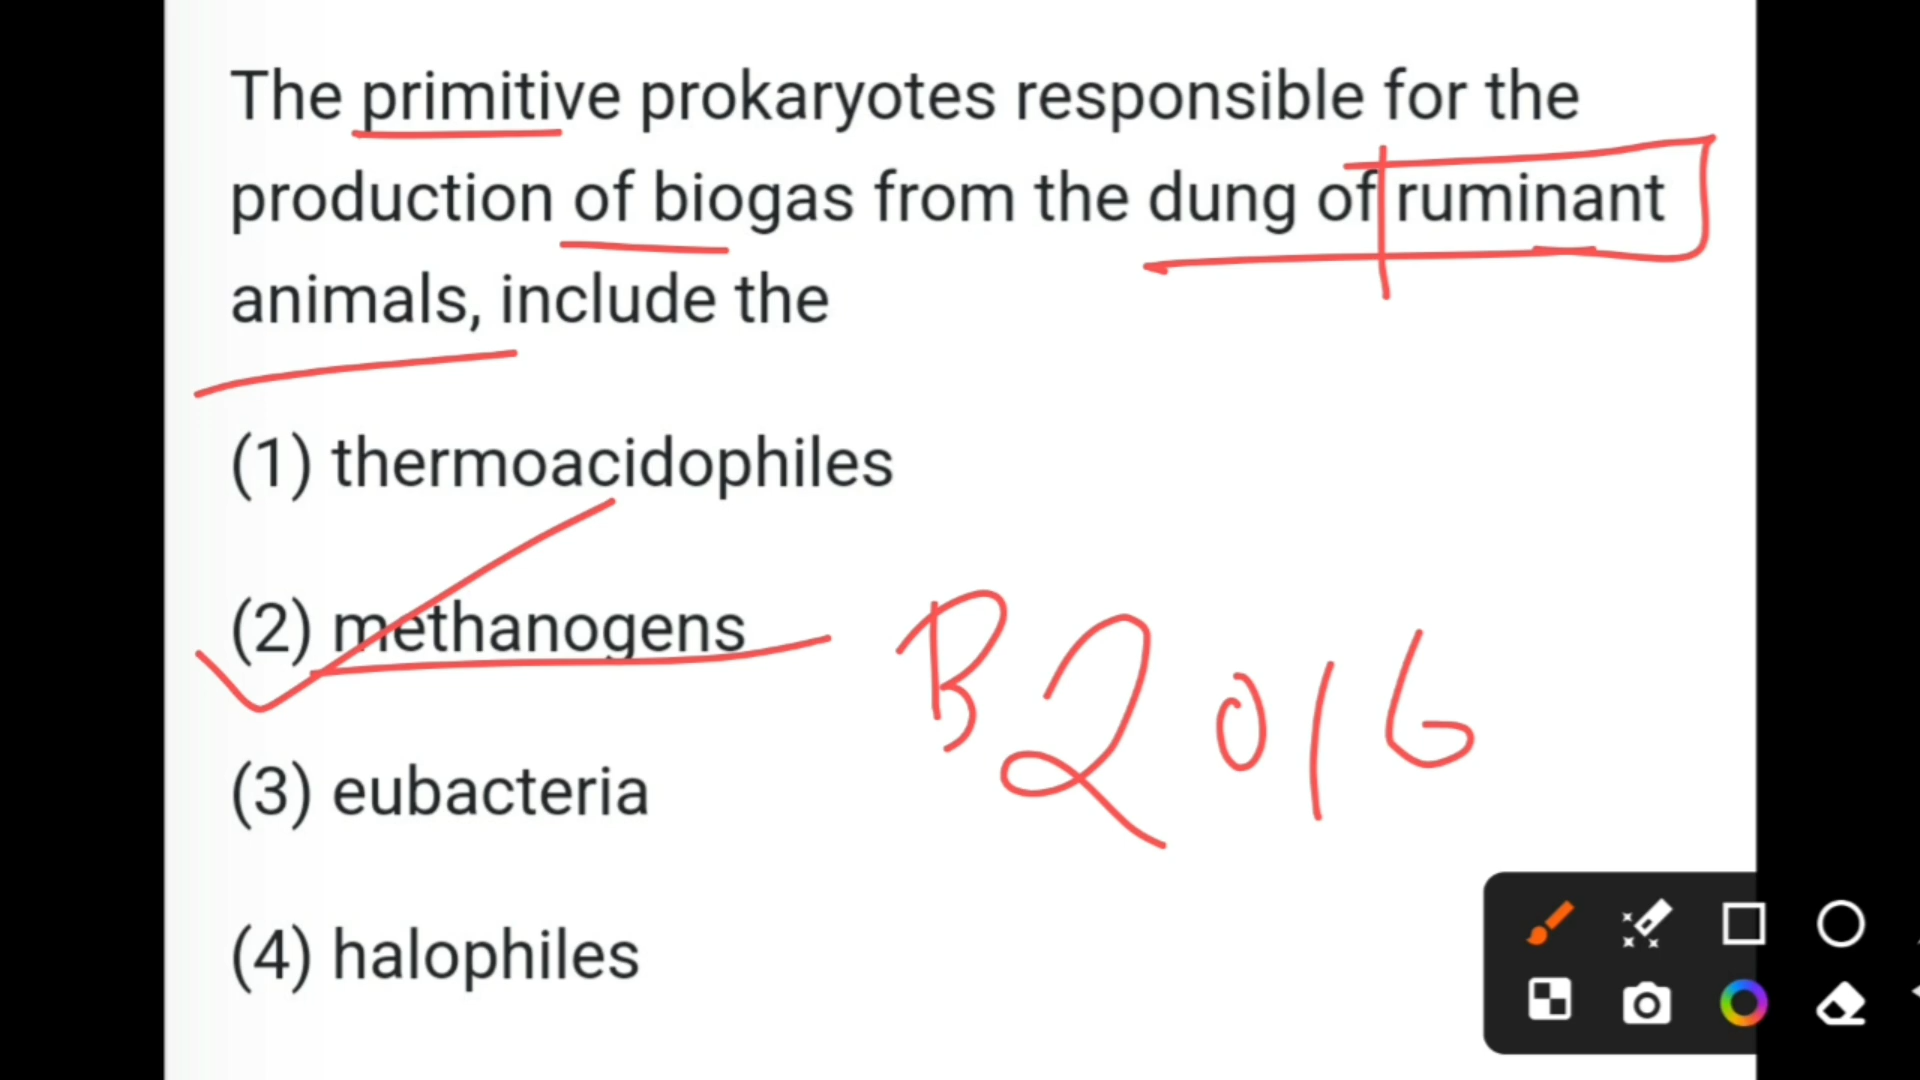 The primitive prokaryotes responsible for the
production of biogas from the dung of ruminant
animals, include the
(1) thermoacidophiles
(2) methanogens
B 2016
(3) eubacteria
(4) halophiles